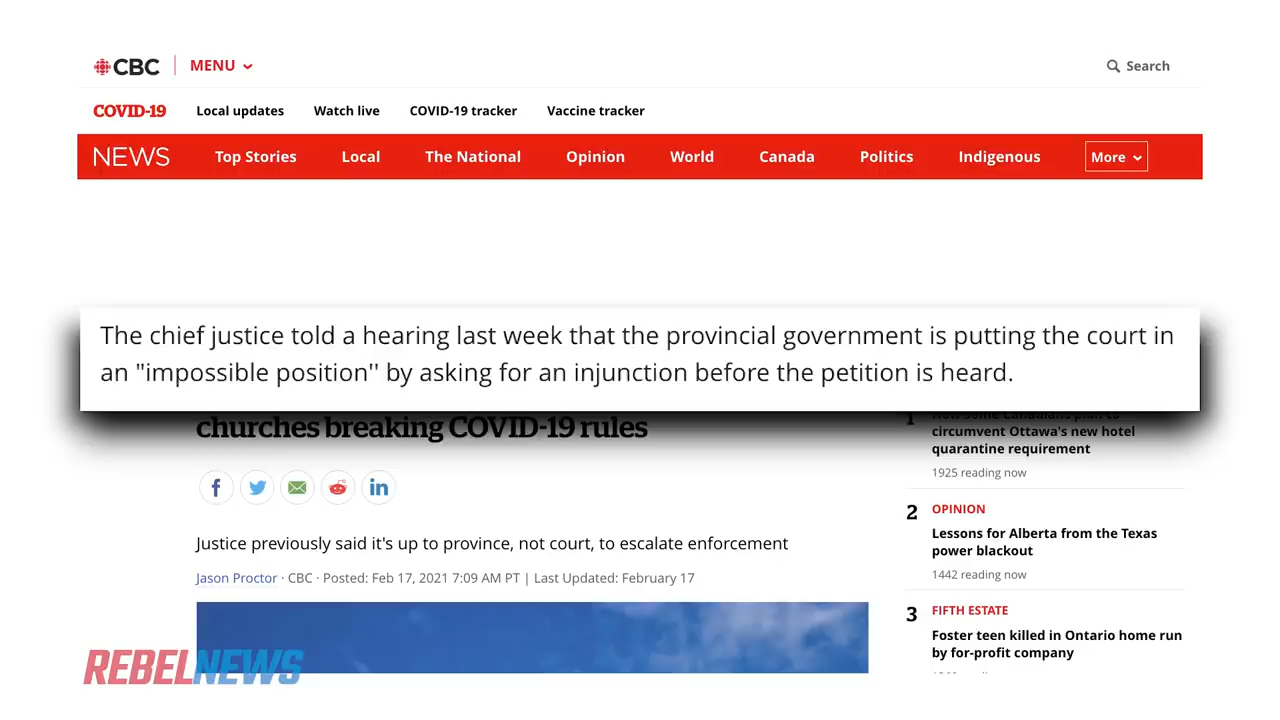 CBC MENU Search
COVID-19 Local updates Watch live COVID-19 tracker Vaccine tracker
NEWS Top Stories Local The National Opinion World Canada Politics Indigenous More
The chief justice told a hearing last week that the provincial government is putting the court in
an "impossible position'' by asking for an injunction before the petition is heard.
churches breaking COVID-19 rules
Justice previously said it's up to province, not court, to escalate enforcement
Jason Proctor · CBC · Posted: Feb 17, 2021 7:09 AM PT | Last Updated: February 17
1 How some Canadians plan to
circumvent Ottawa's new hotel
quarantine requirement
1925 reading now
2 OPINION
Lessons for Alberta from the Texas
power blackout
1442 reading now
3 FIFTH ESTATE
Foster teen killed in Ontario home run
by for-profit company
REBELNEWS